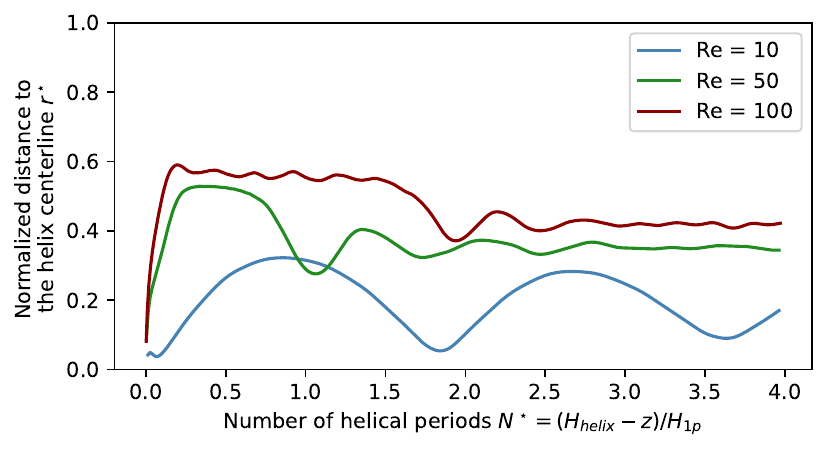 1.0
0.8
0.6
0.4
0.2
0.0
Normalized distance to
the helix centerline r*
Re = 10
Re = 50
Re = 100
0.0 0.5 1.0 1.5 2.0 2.5 3.0 3.5 4.0
Number of helical periods N* = (H_helix − z)/H_1p